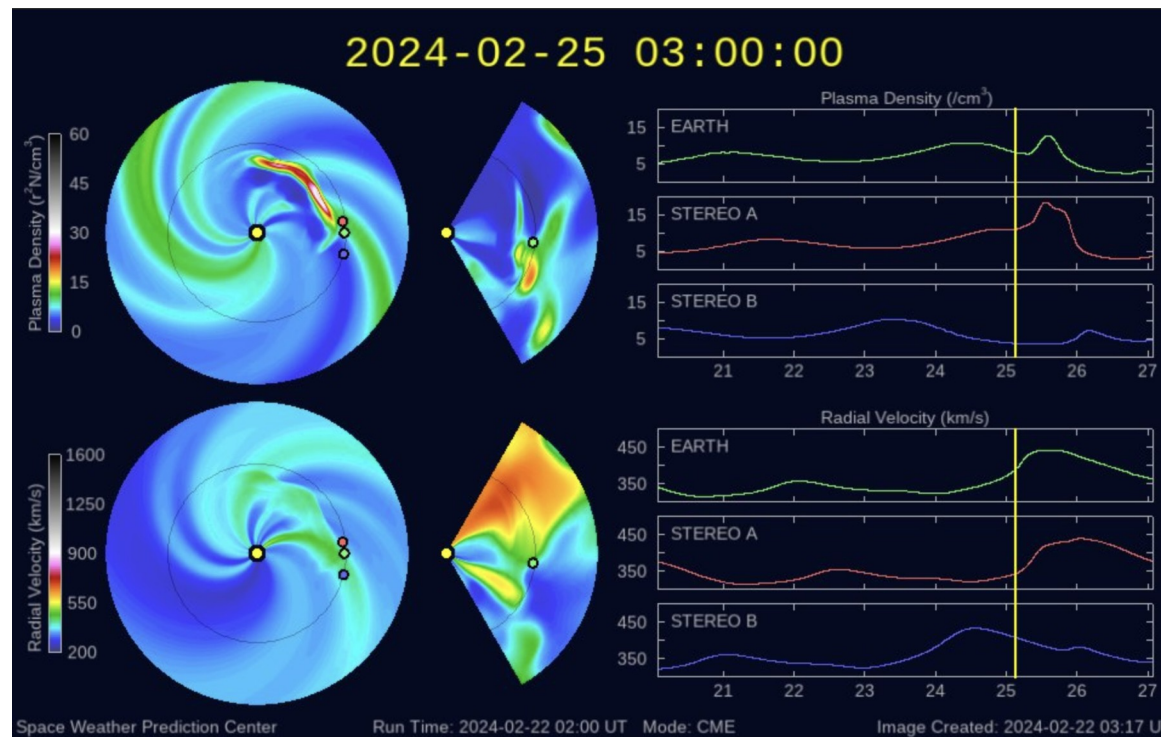 2024-02-25 03:00:00
Plasma Density (r²N/cm³)
60
45
30
15
0
Plasma Density (/cm³)
EARTH
15
5
STEREO A
15
5
STEREO B
15
5
21 22 23 24 25 26 27
Radial Velocity (km/s)
1600
1250
900
550
200
Radial Velocity (km/s)
EARTH
450
350
STEREO A
450
350
STEREO B
450
350
21 22 23 24 25 26 27
Space Weather Prediction Center Run Time: 2024-02-22 02:00 UT Mode: CME Image Created: 2024-02-22 03:17 U